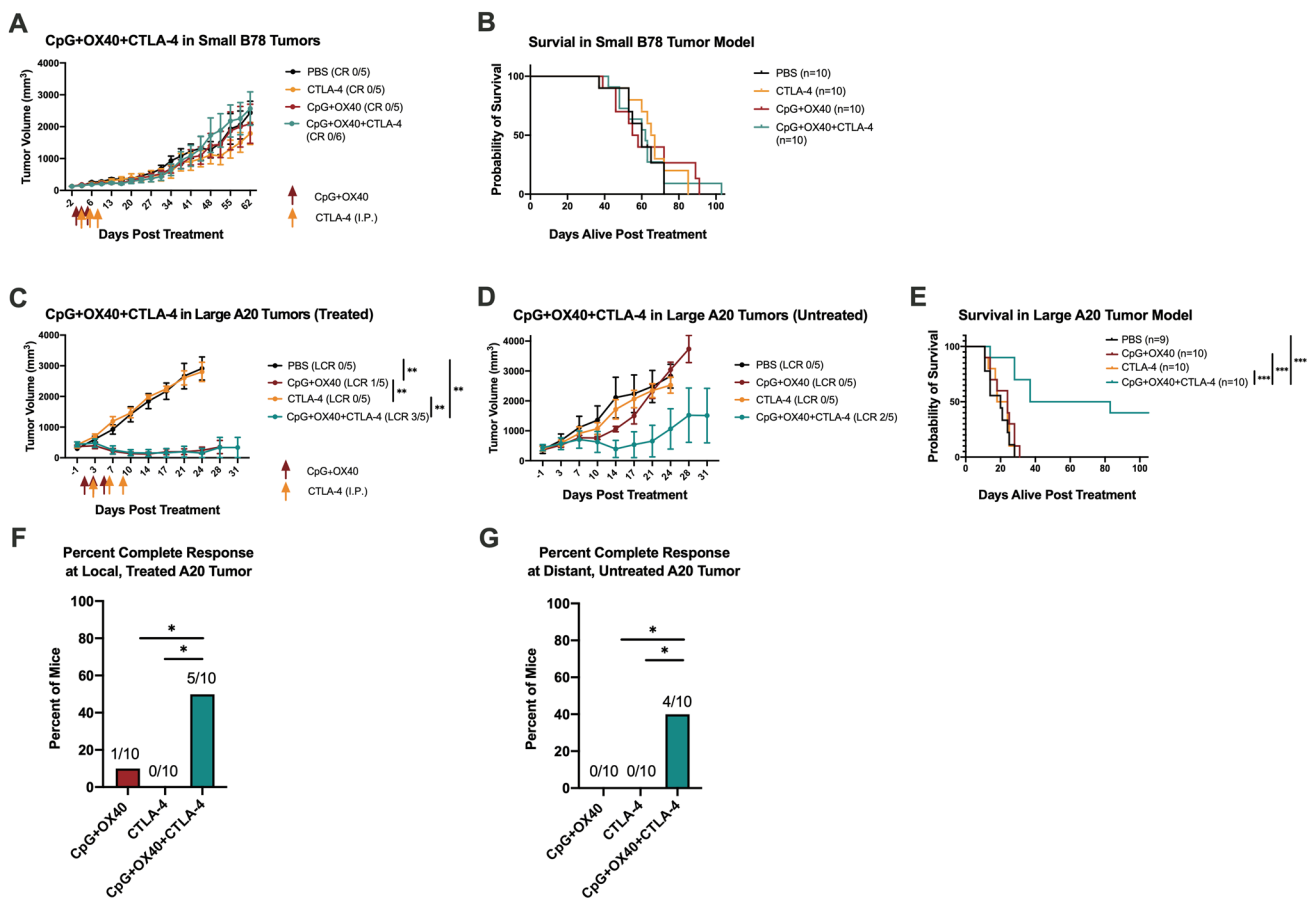 A
CpG+OX40+CTLA-4 in Small B78 Tumors
Tumor Volume (mm³)
4000
3000
2000
1000
0
-2 6 13 20 27 34 41 48 55 62
Days Post Treatment
PBS (CR 0/5)
CTLA-4 (CR 0/5)
CpG+OX40 (CR 0/5)
CpG+OX40+CTLA-4
(CR 0/6)
CpG+OX40
CTLA-4 (I.P.)
B
Survial in Small B78 Tumor Model
Probability of Survival
100
50
0
0 20 40 60 80 100
Days Alive Post Treatment
PBS (n=10)
CTLA-4 (n=10)
CpG+OX40 (n=10)
CpG+OX40+CTLA-4
(n=10)
C
CpG+OX40+CTLA-4 in Large A20 Tumors (Treated)
Tumor Volume (mm³)
4000
3000
2000
1000
0
-1 3 7 10 14 17 21 24 28 31
Days Post Treatment
PBS (LCR 0/5)
CpG+OX40 (LCR 1/5)
CTLA-4 (LCR 0/5)
CpG+OX40+CTLA-4 (LCR 3/5)
**
**
**
**
CpG+OX40
CTLA-4 (I.P.)
D
CpG+OX40+CTLA-4 in Large A20 Tumors (Untreated)
Tumor Volume (mm³)
4000
3000
2000
1000
0
-1 3 7 10 14 17 21 24 28 31
Days Post Treatment
PBS (LCR 0/5)
CpG+OX40 (LCR 0/5)
CTLA-4 (LCR 0/5)
CpG+OX40+CTLA-4 (LCR 2/5)
E
Survival in Large A20 Tumor Model
Probability of Survival
100
50
0
0 20 40 60 80 100
Days Alive Post Treatment
PBS (n=9)
CpG+OX40 (n=10)
CTLA-4 (n=10)
CpG+OX40+CTLA-4 (n=10)
***
***
***
F
Percent Complete Response
at Local, Treated A20 Tumor
Percent of Mice
100
80
60
40
20
0
*
*
1/10
0/10
5/10
CpG+OX40
CTLA-4
CpG+OX40+CTLA-4
G
Percent Complete Response
at Distant, Untreated A20 Tumor
Percent of Mice
100
80
60
40
20
0
*
*
0/10
0/10
4/10
CpG+OX40
CTLA-4
CpG+OX40+CTLA-4